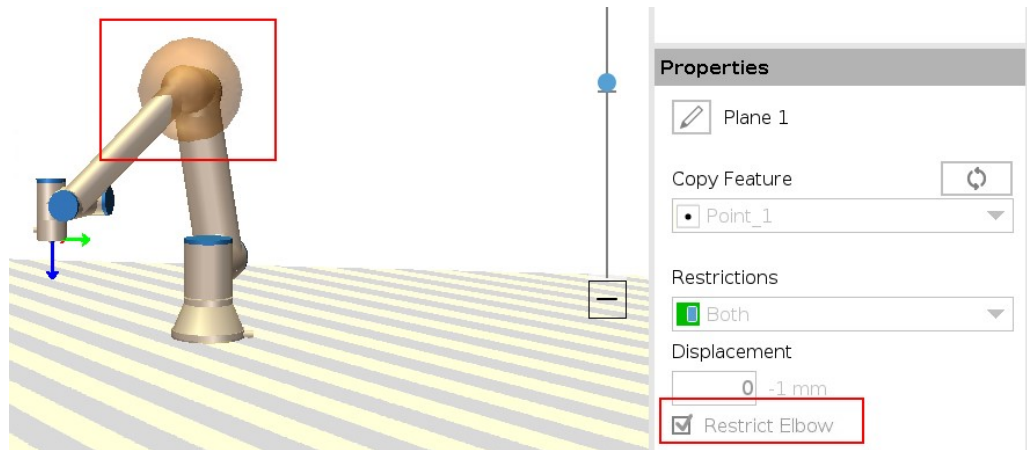 Properties
Plane 1
Copy Feature
Point_1
Restrictions
Both
Displacement
0 -1 mm
Restrict Elbow